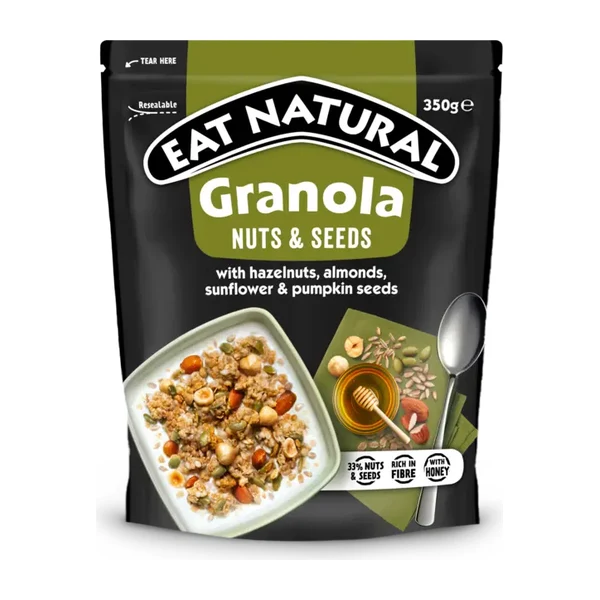 TEAR HERE
Resealable
350g℮
EAT NATURAL
Granola
NUTS & SEEDS
with hazelnuts, almonds,
sunflower & pumpkin seeds
33% NUTS
& SEEDS
RICH IN
FIBRE
WITH
HONEY